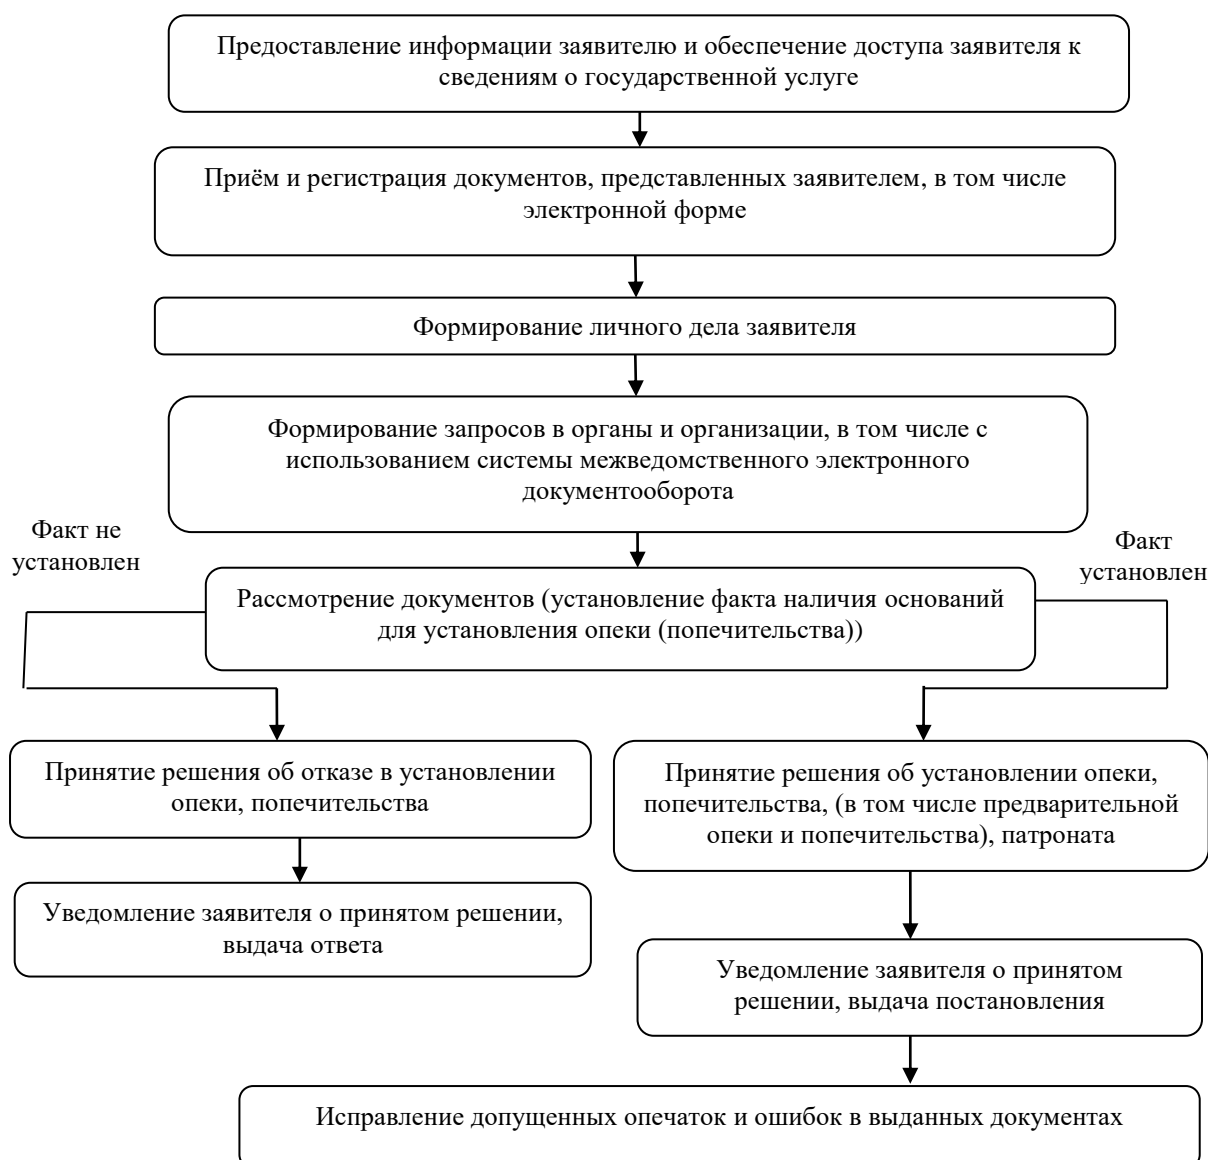 Предоставление информации заявителю и обеспечение доступа заявителя к
сведениям о государственной услуге
Приём и регистрация документов, представленных заявителем, в том числе
электронной форме
Формирование личного дела заявителя
Формирование запросов в органы и организации, в том числе с
использованием системы межведомственного электронного
документооборота
Факт не
установлен
Факт
установлен
Рассмотрение документов (установление факта наличия оснований
для установления опеки (попечительства))
Принятие решения об отказе в установлении
опеки, попечительства
Принятие решения об установлении опеки,
попечительства, (в том числе предварительной
опеки и попечительства), патроната
Уведомление заявителя о принятом решении,
выдача ответа
Уведомление заявителя о принятом
решении, выдача постановления
Исправление допущенных опечаток и ошибок в выданных документах